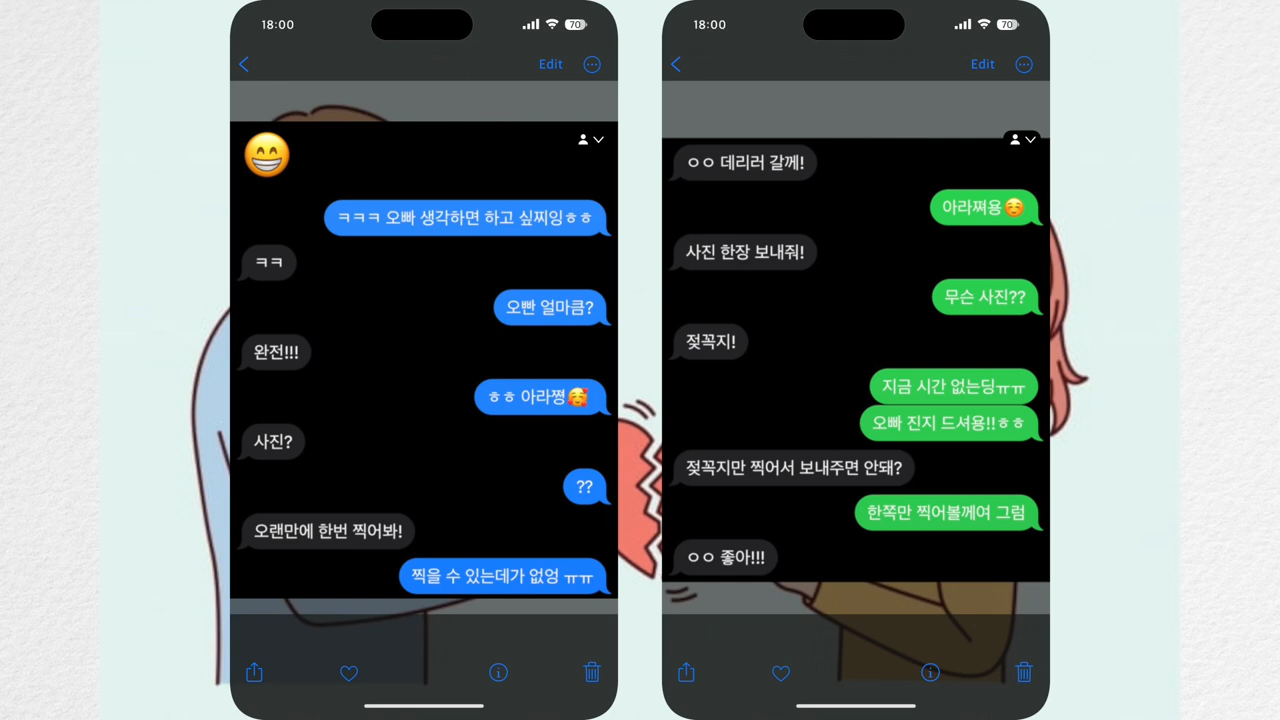 18:00
70
Edit
ㅋㅋㅋ 오빠 생각하면 하고 싶찌잉ㅎㅎ
ㅋㅋ
오빤 얼마큼?
완전!!!
ㅎㅎ 아라쪙🥰
사진?
??
오랜만에 한번 찍어봐!
찍을 수 있는데가 없엉 ㅠㅠ
18:00
70
Edit
ㅇㅇ 데리러 갈께!
아라쪄용☺️
사진 한장 보내줘!
무슨 사진??
젖꼭지!
지금 시간 없는딩ㅠㅠ
오빠 진지 드셔용!!ㅎㅎ
젖꼭지만 찍어서 보내주면 안돼?
한쪽만 찍어볼께여 그럼
ㅇㅇ 좋아!!!